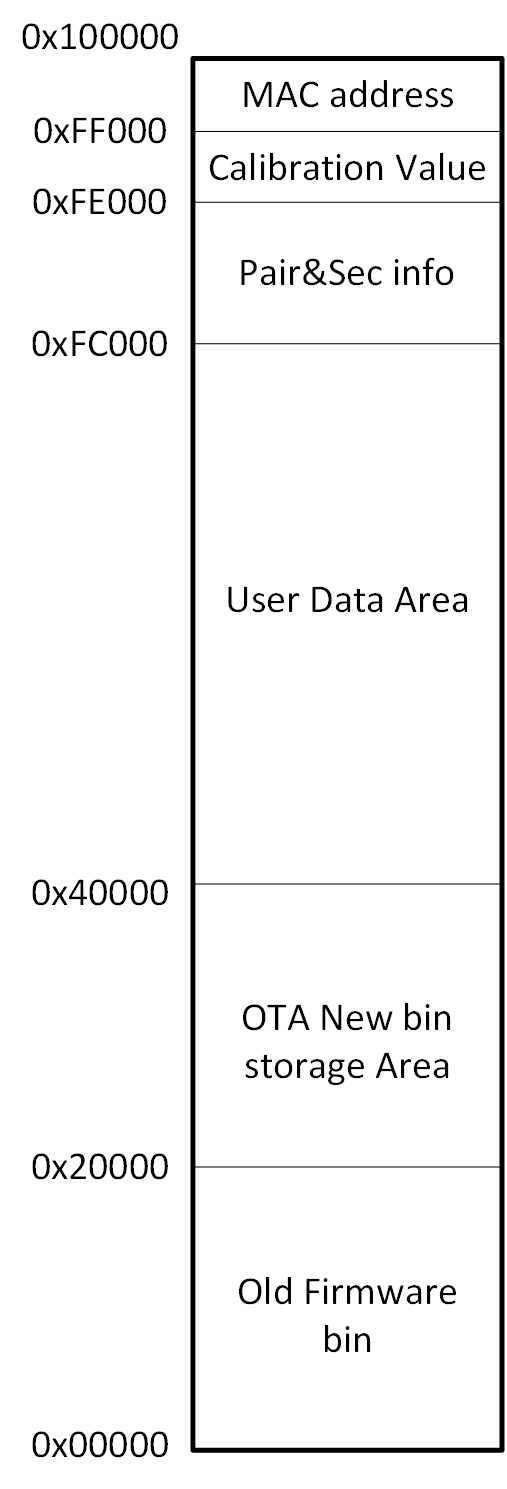 0x100000
MAC address
0xFF000
Calibration Value
0xFE000
Pair&Sec info
0xFC000
User Data Area
0x40000
OTA New bin
storage Area
0x20000
Old Firmware
bin
0x00000